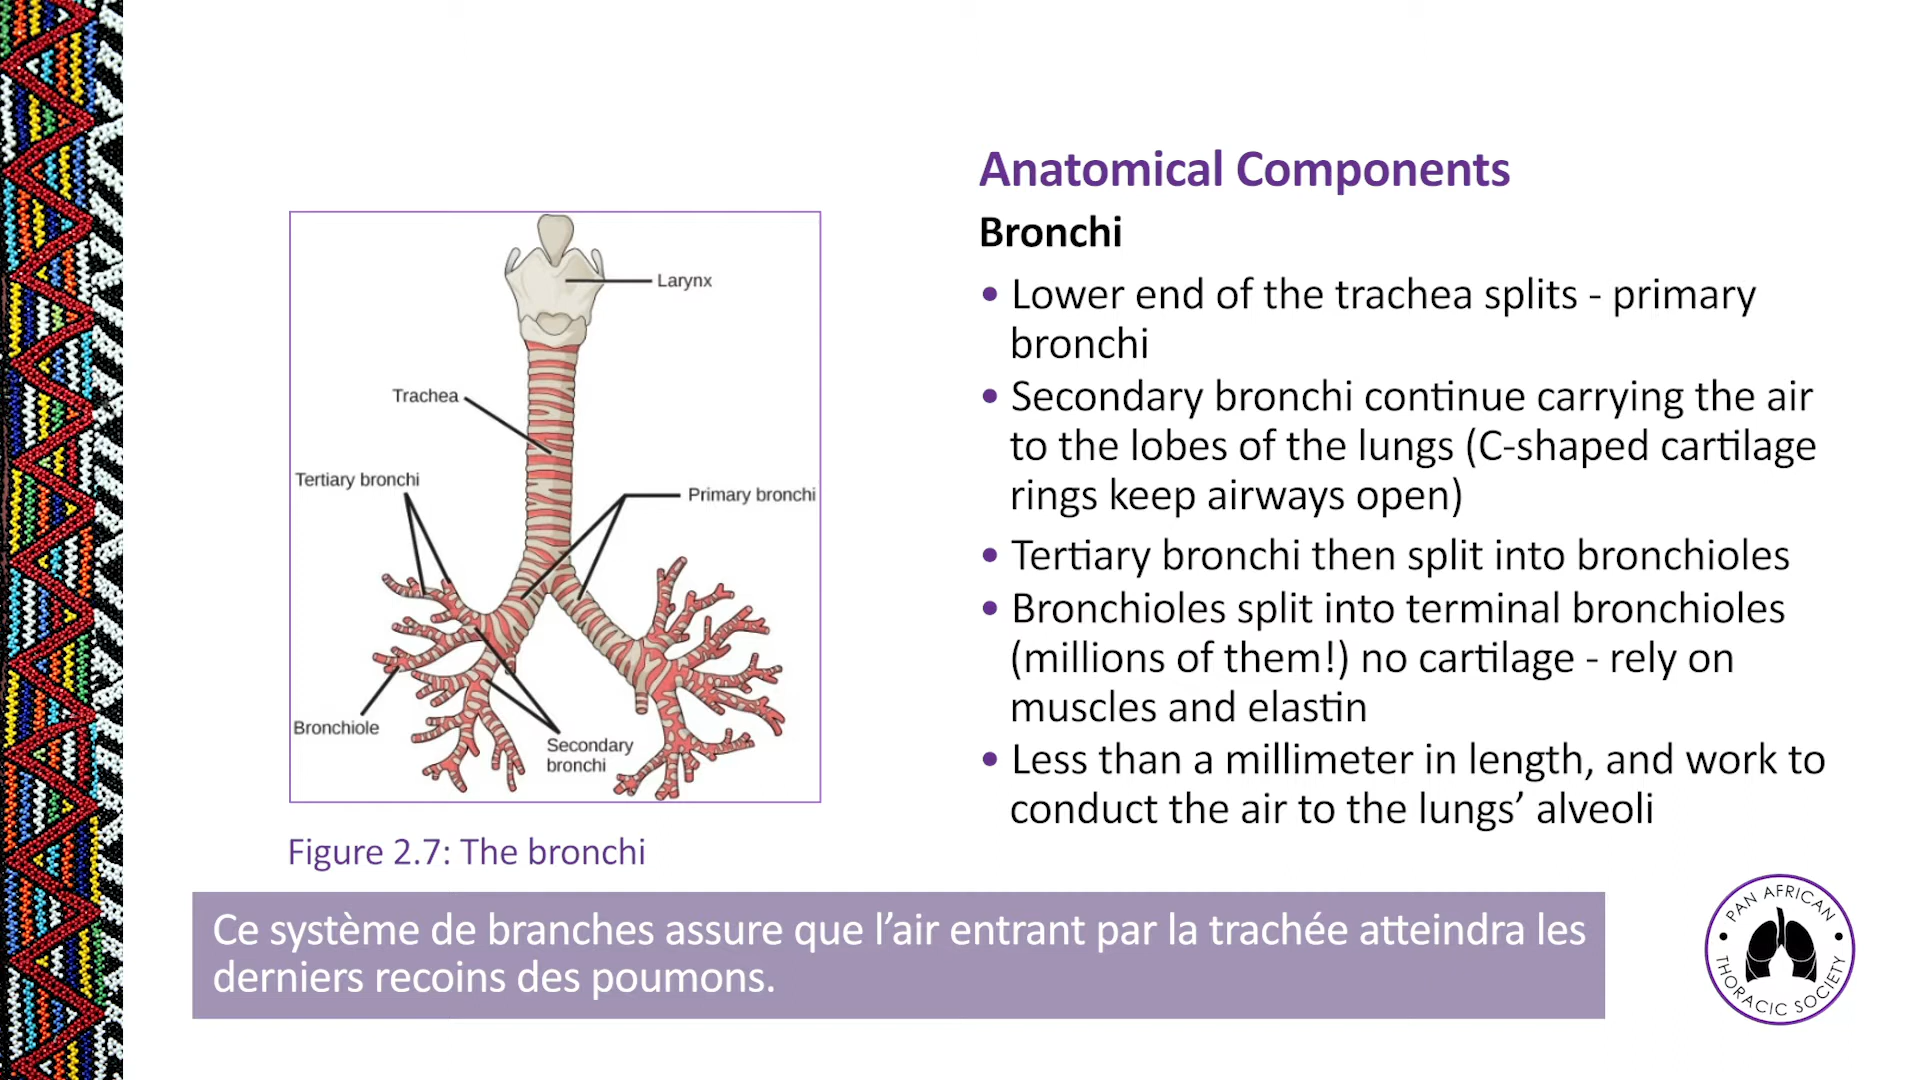 Larynx
Trachea
Tertiary bronchi
Primary bronchi
Bronchiole
Secondary
bronchi
Figure 2.7: The bronchi
Anatomical Components
Bronchi
• Lower end of the trachea splits - primary
bronchi
• Secondary bronchi continue carrying the air
to the lobes of the lungs (C-shaped cartilage
rings keep airways open)
• Tertiary bronchi then split into bronchioles
• Bronchioles split into terminal bronchioles
(millions of them!) no cartilage - rely on
muscles and elastin
• Less than a millimeter in length, and work to
conduct the air to the lungs’ alveoli
Ce système de branches assure que l’air entrant par la trachée atteindra les
derniers recoins des poumons.
PAN AFRICAN
THORACIC SOCIETY